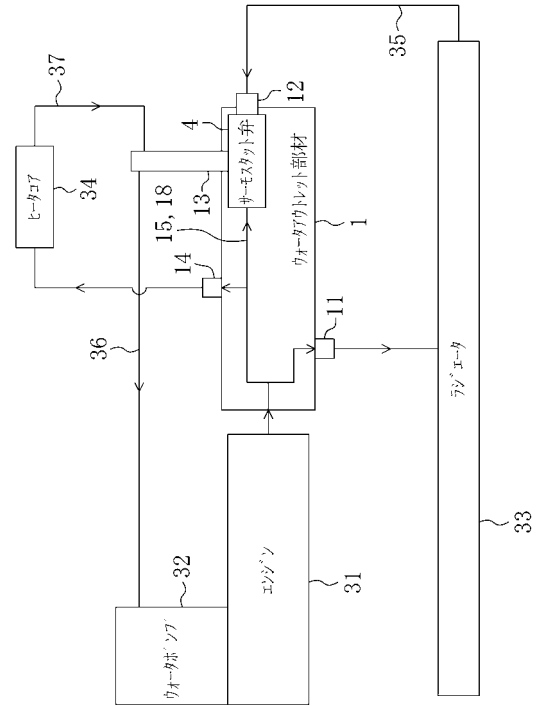 37
ヒータコア
34
36
14
15, 18
13
4
12
35
サーモスタット弁
ウォータアウトレット部材
1
11
ウォータポンプ
32
エンジン
31
ラジエータ
33